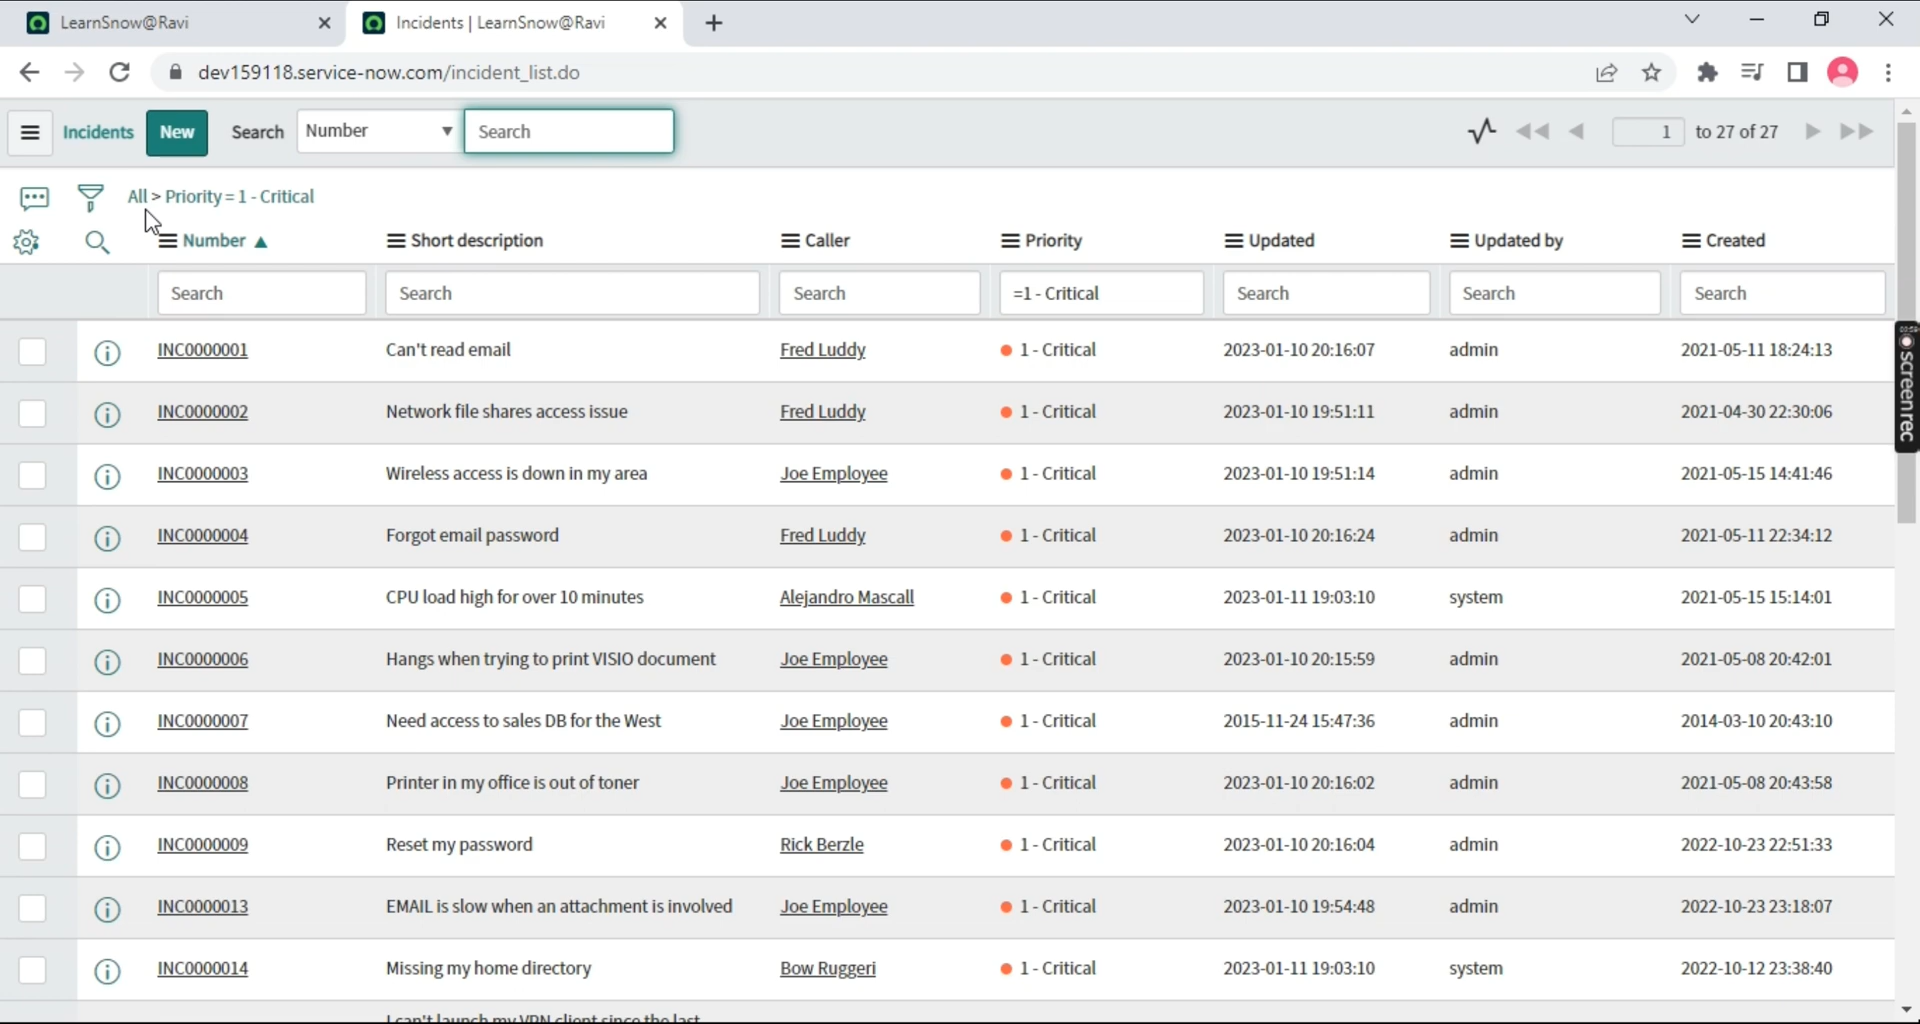 LearnSnow@Ravi
Incidents | LearnSnow@Ravi
dev159118.service-now.com/incident_list.do
Incidents New Search Number Search 1 to 27 of 27
All > Priority = 1 - Critical
Number Short description Caller Priority Updated Updated by Created
Search Search Search =1 - Critical Search Search Search
INC0000001 Can't read email Fred Luddy 1 - Critical 2023-01-10 20:16:07 admin 2021-05-11 18:24:13
INC0000002 Network file shares access issue Fred Luddy 1 - Critical 2023-01-10 19:51:11 admin 2021-04-30 22:30:06
INC0000003 Wireless access is down in my area Joe Employee 1 - Critical 2023-01-10 19:51:14 admin 2021-05-15 14:41:46
INC0000004 Forgot email password Fred Luddy 1 - Critical 2023-01-10 20:16:24 admin 2021-05-11 22:34:12
INC0000005 CPU load high for over 10 minutes Alejandro Mascall 1 - Critical 2023-01-11 19:03:10 system 2021-05-15 15:14:01
INC0000006 Hangs when trying to print VISIO document Joe Employee 1 - Critical 2023-01-10 20:15:59 admin 2021-05-08 20:42:01
INC0000007 Need access to sales DB for the West Joe Employee 1 - Critical 2015-11-24 15:47:36 admin 2014-03-10 20:43:10
INC0000008 Printer in my office is out of toner Joe Employee 1 - Critical 2023-01-10 20:16:02 admin 2021-05-08 20:43:58
INC0000009 Reset my password Rick Berzle 1 - Critical 2023-01-10 20:16:04 admin 2022-10-23 22:51:33
INC0000013 EMAIL is slow when an attachment is involved Joe Employee 1 - Critical 2023-01-10 19:54:48 admin 2022-10-23 23:18:07
INC0000014 Missing my home directory Bow Ruggeri 1 - Critical 2023-01-11 19:03:10 system 2022-10-12 23:38:40
I can't launch my VPN client since the last
screenrec